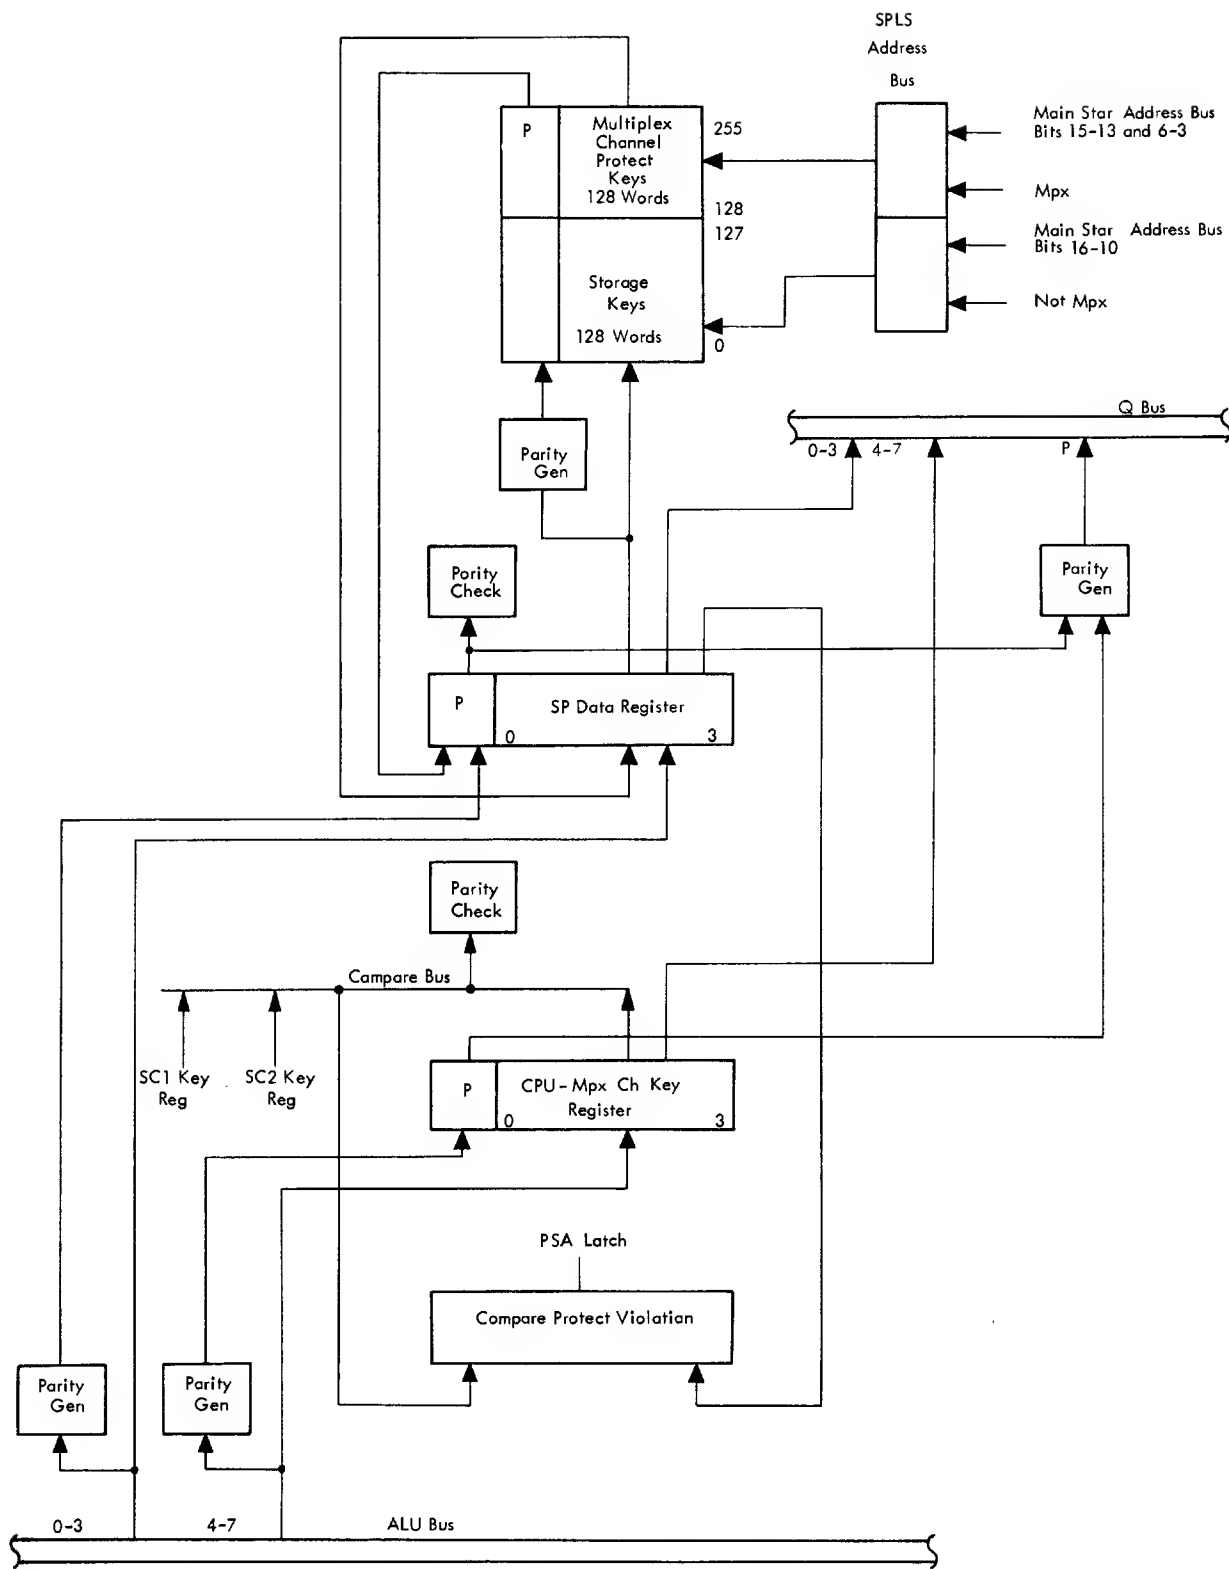 SPLS
Address
Bus
P
Multiplex
Channel
Protect
Keys
128 Words
255
128
127
Storage
Keys
128 Words
0
Main Star Address Bus
Bits 15-13 and 6-3
Mpx
Main Star Address Bus
Bits 16-10
Not Mpx
Q Bus
0-3
4-7
P
Parity
Gen
Pority
Check
Parity
Gen
P
0
SP Data Register
3
Parity
Check
Campare Bus
SC1 Key
Reg
SC2 Key
Reg
P
0
CPU-Mpx Ch Key
Register
3
PSA Latch
Compare Protect Violation
Parity
Gen
Parity
Gen
0-3
4-7
ALU Bus